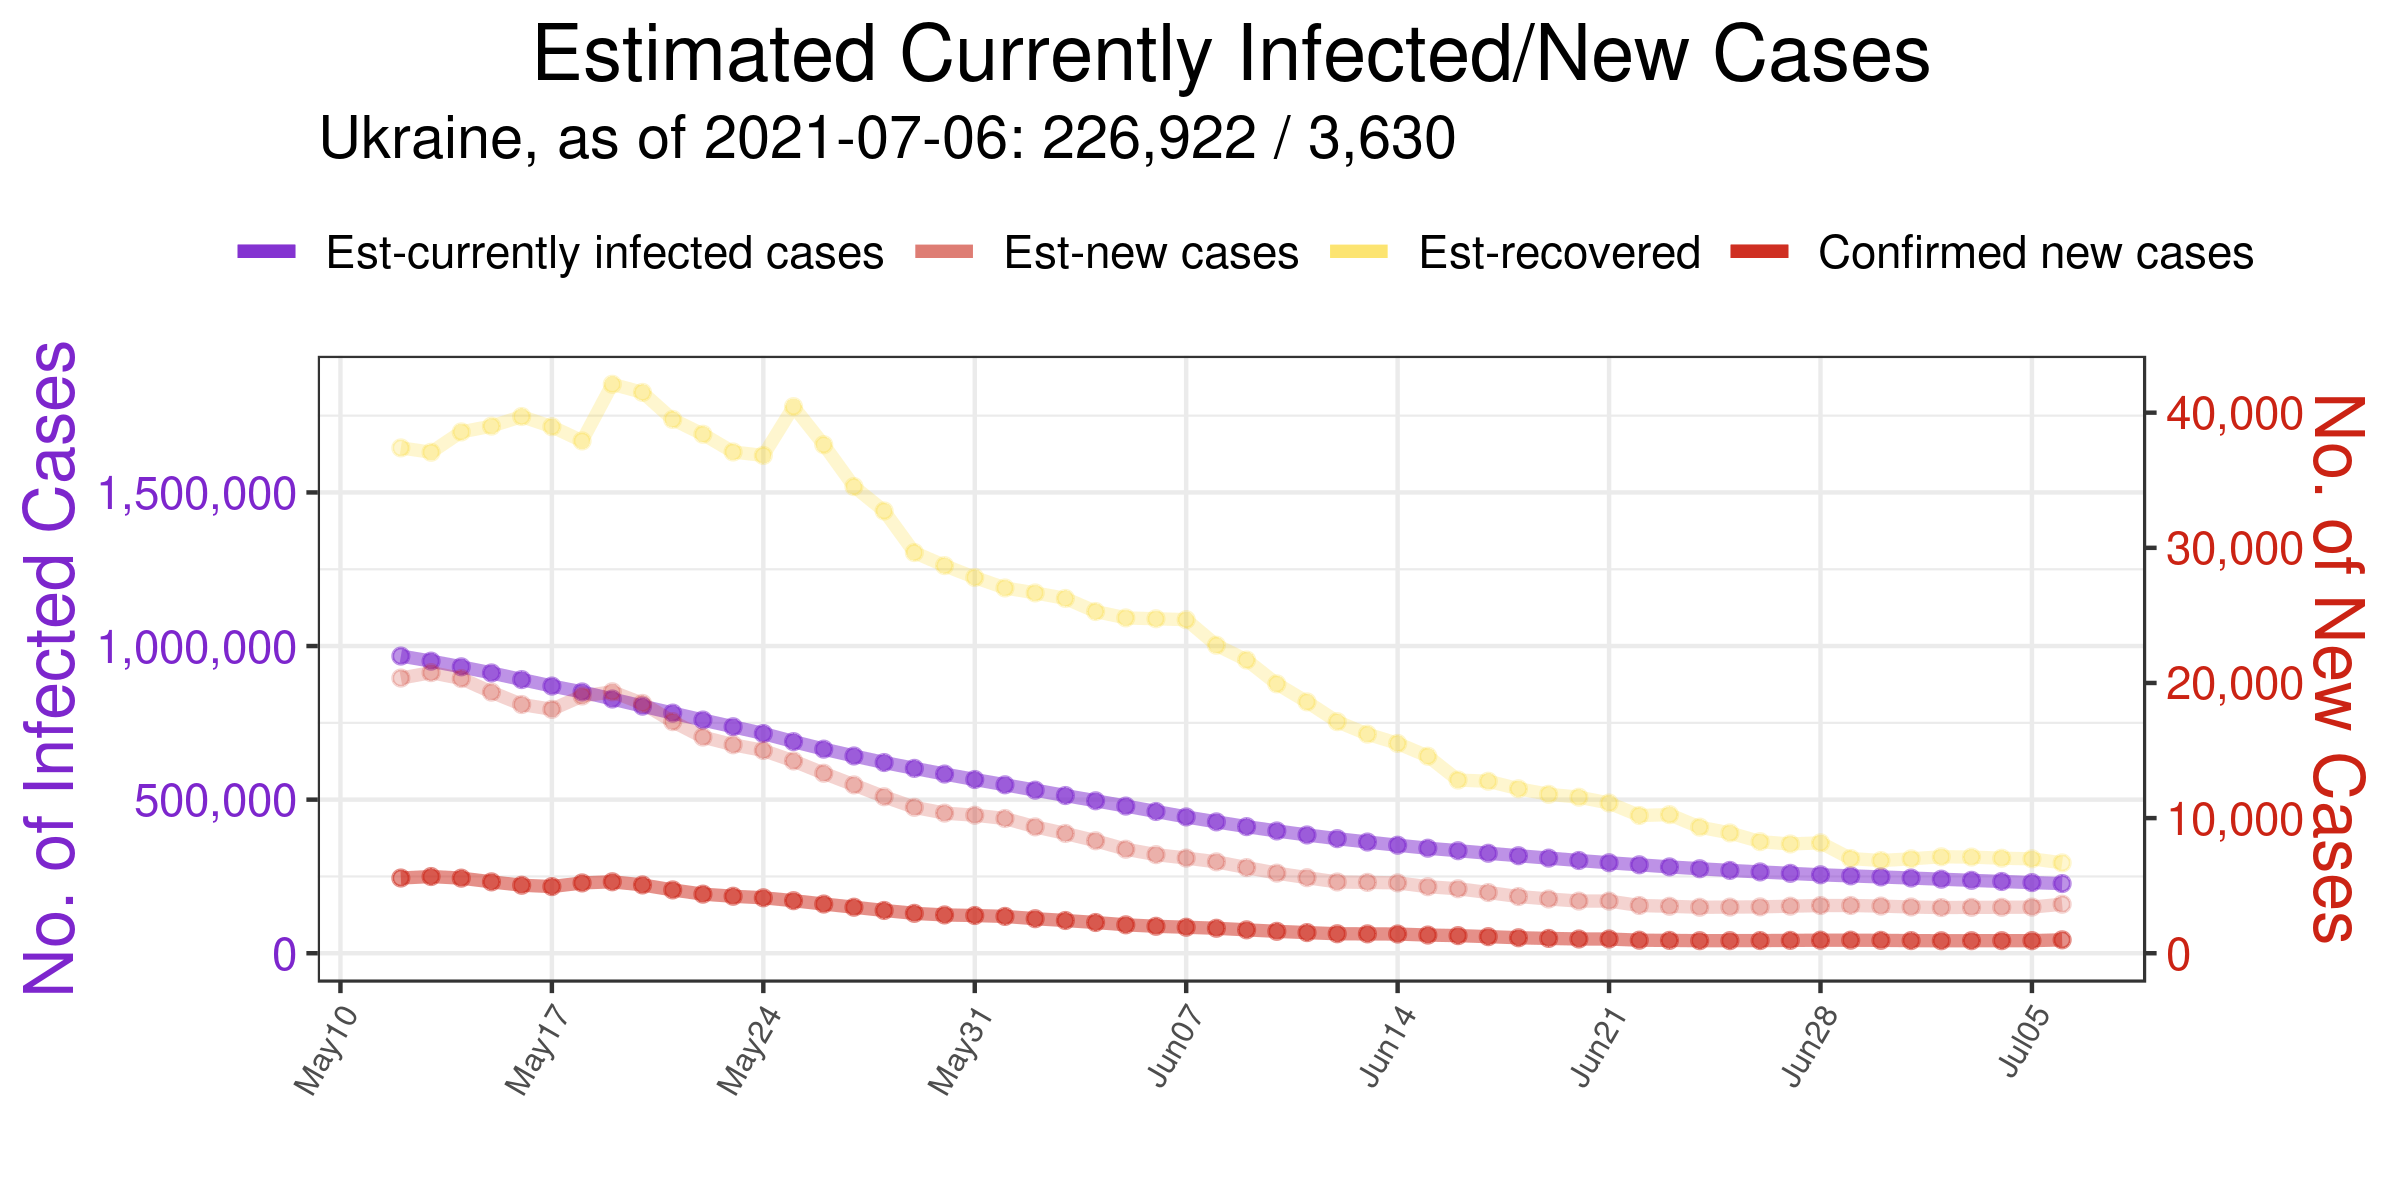 Estimated Currently Infected/New Cases
Ukraine, as of 2021-07-06: 226,922 / 3,630
Est-currently infected cases Est-new cases Est-recovered Confirmed new cases
No. of Infected Cases
1,500,000
1,000,000
500,000
0
40,000
30,000
20,000
10,000
0
No. of New Cases
May10 May17 May24 May31 Jun07 Jun14 Jun21 Jun28 Jul05